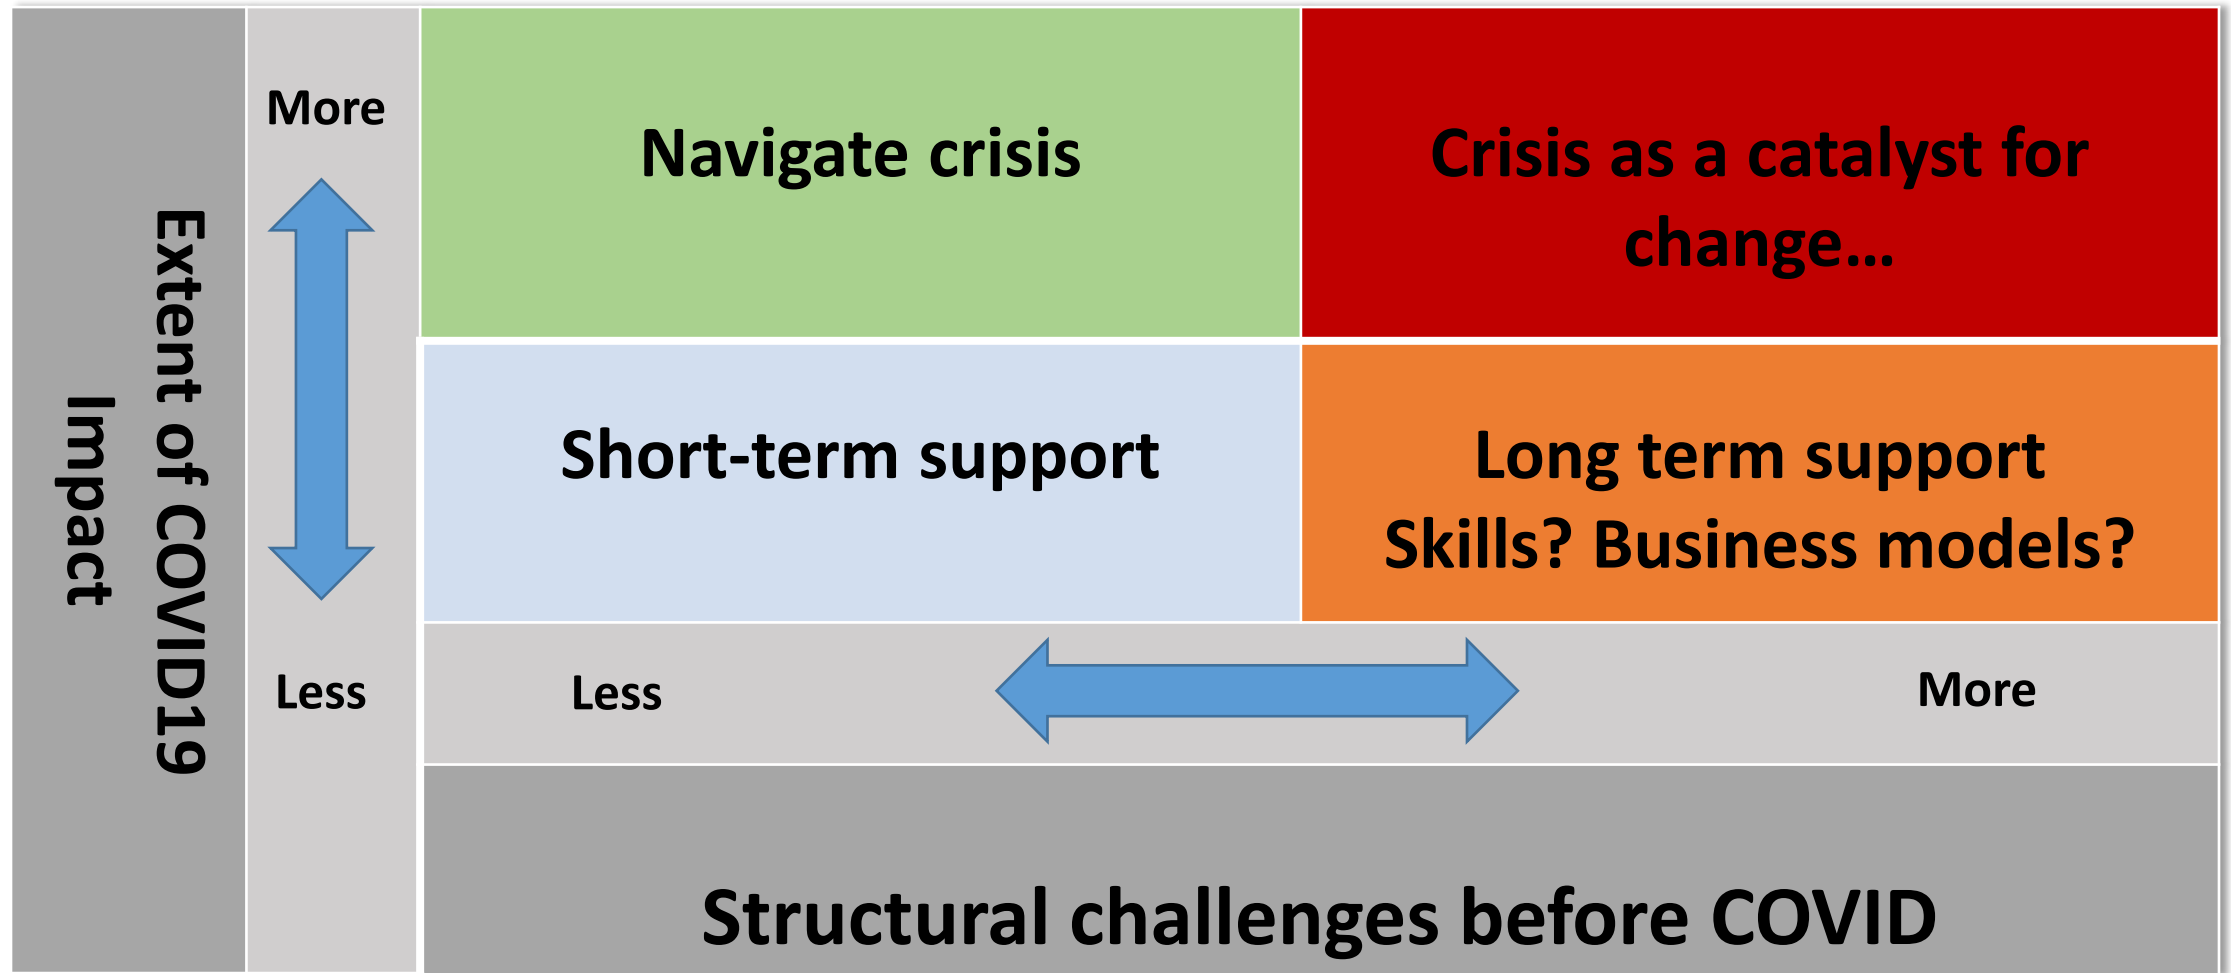 Extent of COVID19
Impact
More
Less
Navigate crisis
Crisis as a catalyst for
change…
Short-term support
Long term support
Skills? Business models?
Less
More
Structural challenges before COVID